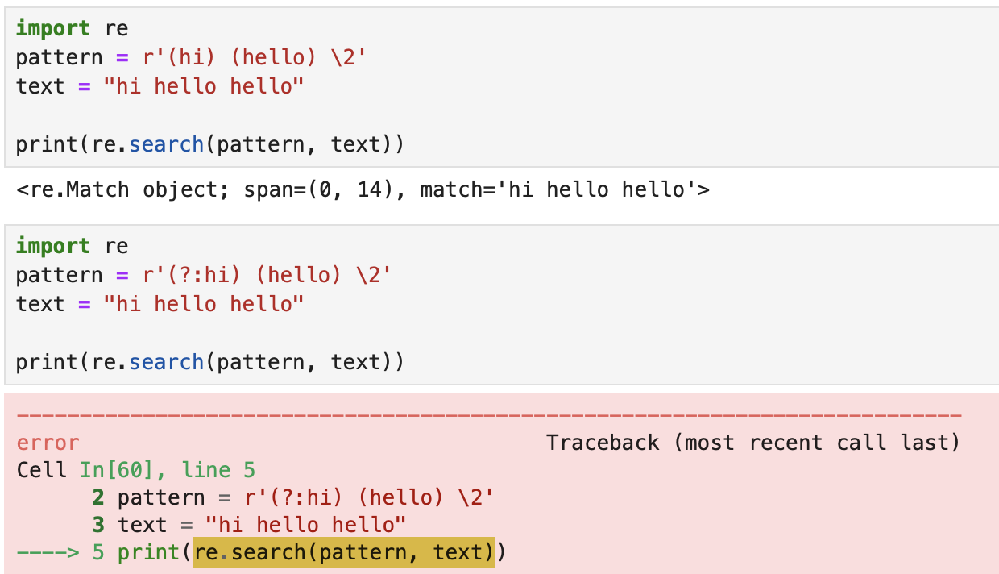 import re
pattern = r'(hi) (hello) \2'
text = "hi hello hello"
print(re.search(pattern, text))
<re.Match object; span=(0, 14), match='hi hello hello'>
import re
pattern = r'(?:hi) (hello) \2'
text = "hi hello hello"
print(re.search(pattern, text))
---------------------------------------------------------------------------
error Traceback (most recent call last)
Cell In[60], line 5
2 pattern = r'(?:hi) (hello) \2'
3 text = "hi hello hello"
----> 5 print(re.search(pattern, text))